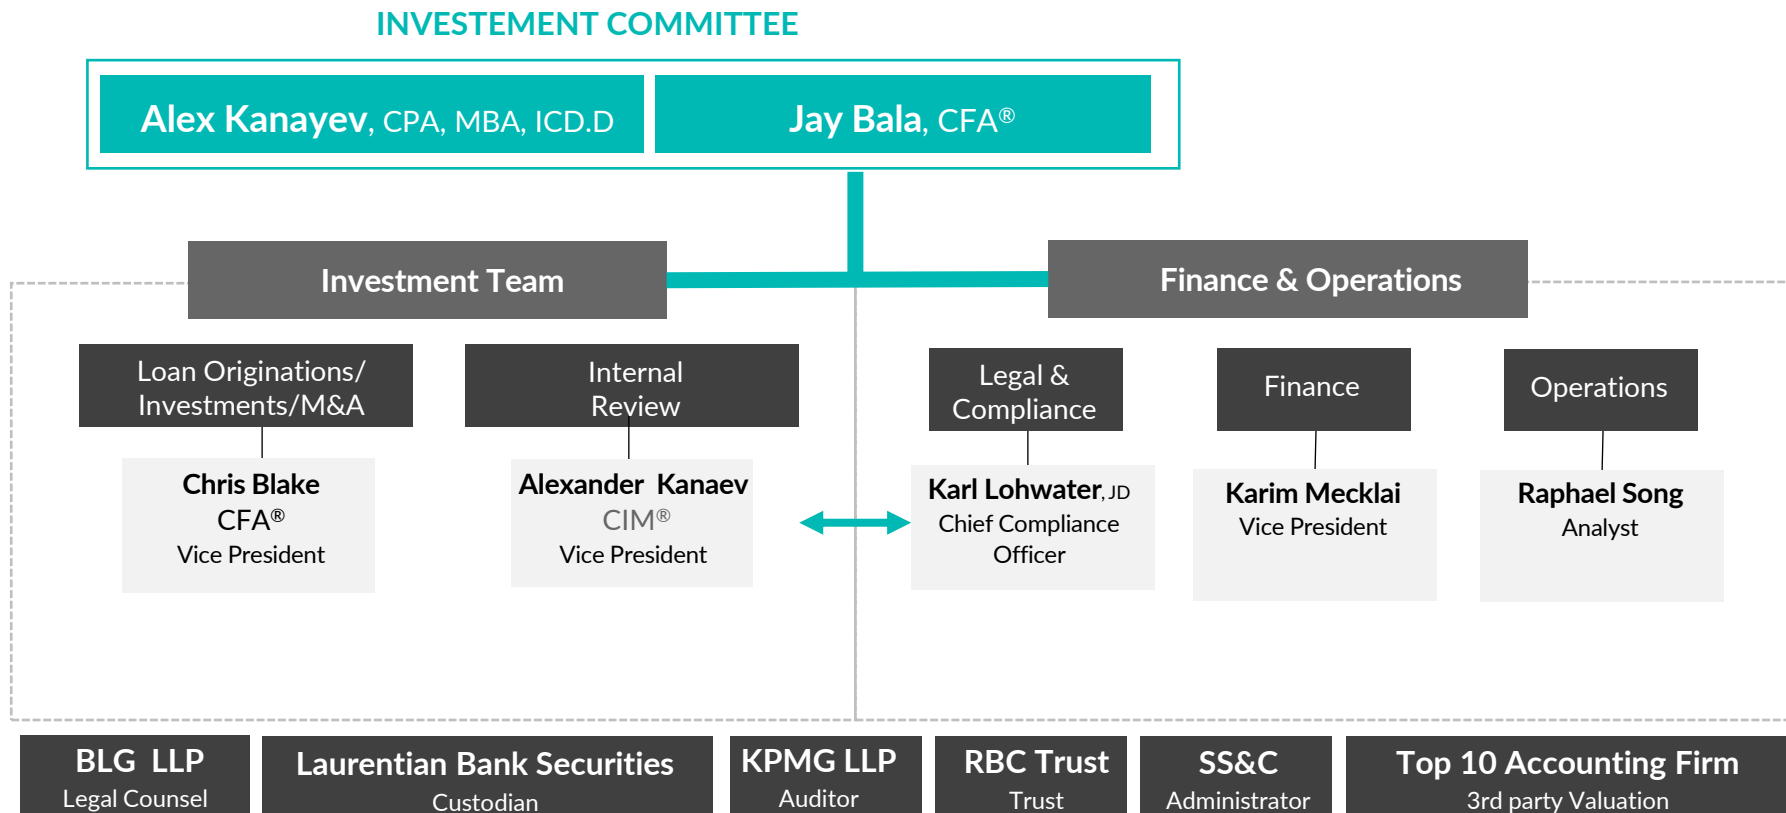 INVESTEMENT COMMITTEE
Alex Kanayev, CPA, MBA, ICD.D
Jay Bala, CFA®
Investment Team
Finance & Operations
Loan Originations/
Investments/M&A
Internal
Review
Legal &
Compliance
Finance
Operations
Chris Blake
CFA®
Vice President
Alexander Kanaev
CIM®
Vice President
Karl Lohwater, JD
Chief Compliance
Officer
Karim Mecklai
Vice President
Raphael Song
Analyst
BLG LLP
Legal Counsel
Laurentian Bank Securities
Custodian
KPMG LLP
Auditor
RBC Trust
Trust
SS&C
Administrator
Top 10 Accounting Firm
3rd party Valuation